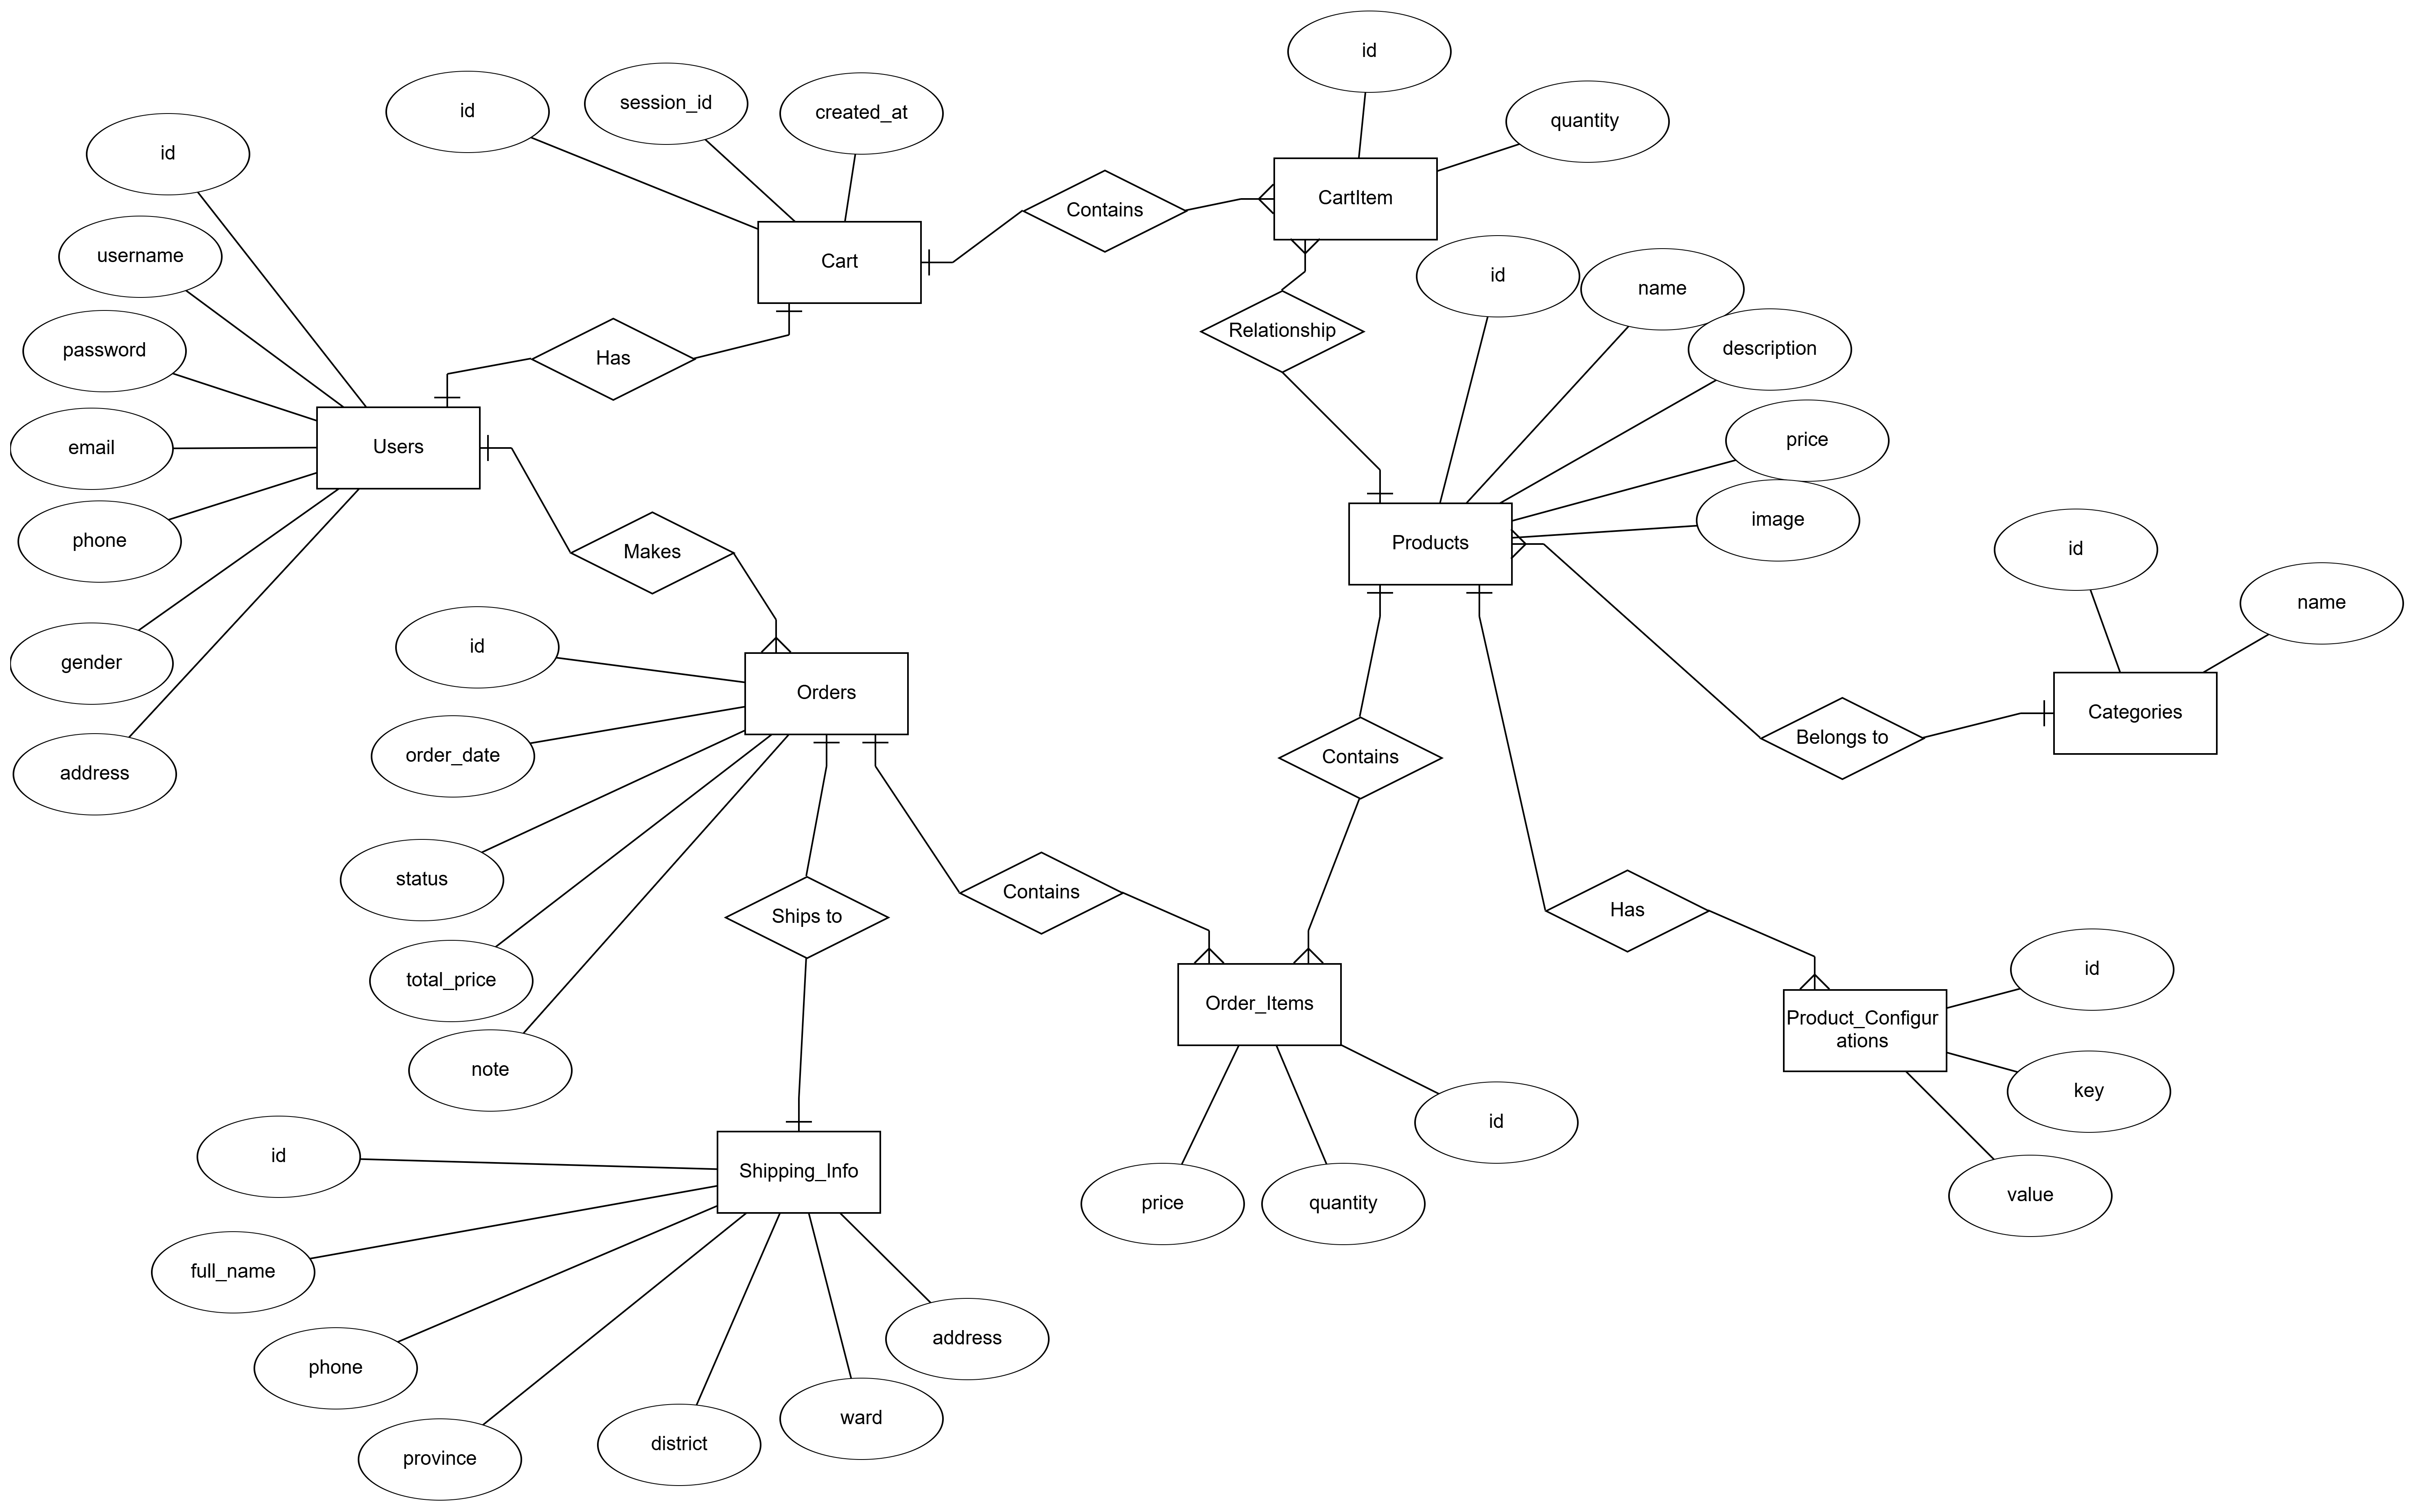 id
quantity
id
session_id
created_at
id
CartItem
Contains
username
Cart
id
name
Relationship
description
password
Has
price
email
Users
image
phone
Makes
Products
id
name
gender
id
Orders
Categories
address
order_date
Contains
Belongs to
status
Ships to
Contains
Has
total_price
Order_Items
id
Product_Configur
ations
note
key
id
Shipping_Info
id
price
quantity
value
full_name
phone
address
province
district
ward